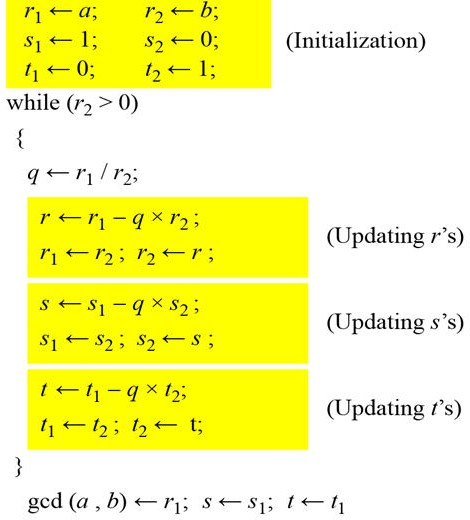 r₁ ← a; r₂ ← b;
s₁ ← 1; s₂ ← 0; (Initialization)
t₁ ← 0; t₂ ← 1;
while (r₂ > 0)
{
q ← r₁ / r₂;
r ← r₁ − q × r₂ ;
r₁ ← r₂ ; r₂ ← r ; (Updating r's)
s ← s₁ − q × s₂ ;
s₁ ← s₂ ; s₂ ← s ; (Updating s's)
t ← t₁ − q × t₂;
t₁ ← t₂ ; t₂ ← t; (Updating t's)
}
gcd (a , b) ← r₁; s ← s₁; t ← t₁